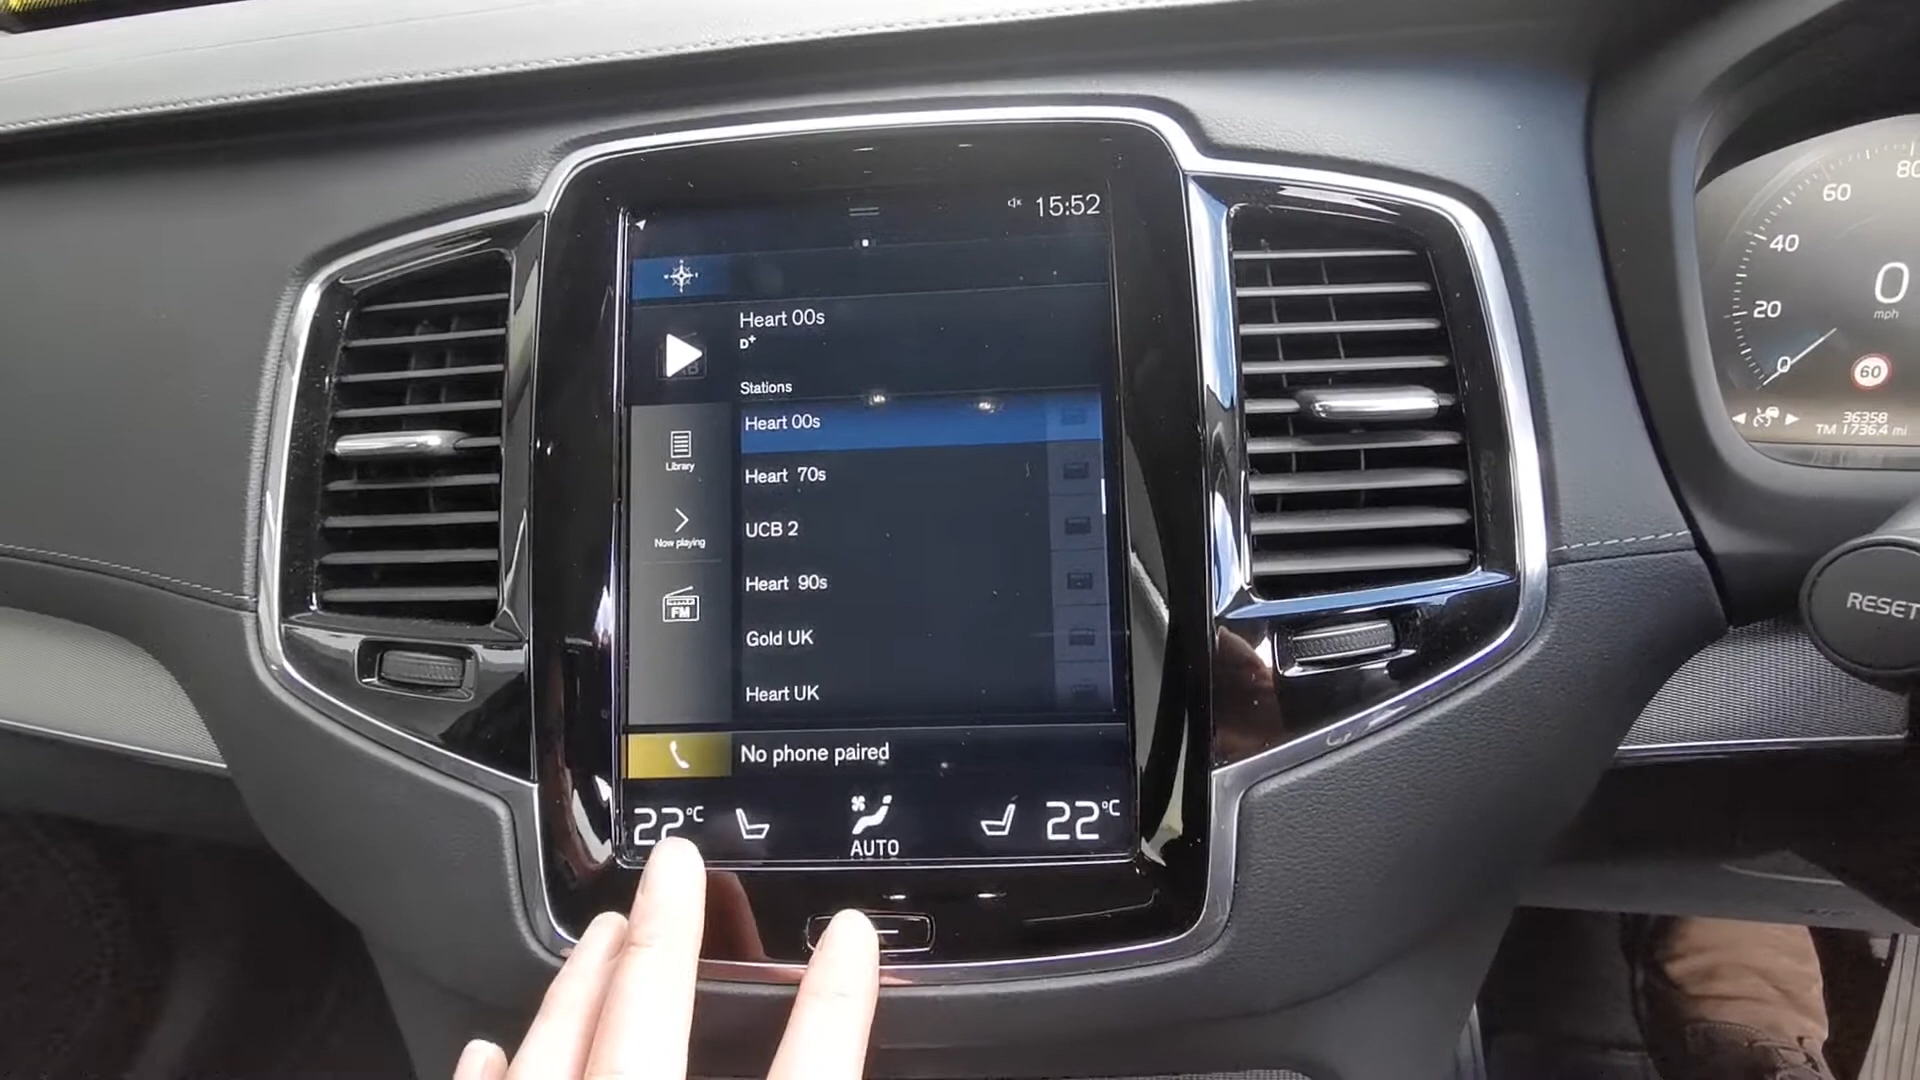 15:52
Heart 00s
D+
Stations
Heart 00s
Heart 70s
UCB 2
Heart 90s
Gold UK
Heart UK
Library
Now playing
FM
No phone paired
22°C
AUTO
22°C
80
60
40
20
0
0
mph
60
36358
TM 1736.4 mi
RESET